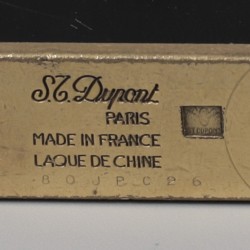 S.T. Dupont
PARIS
MADE IN FRANCE
LAQUE DE CHINE